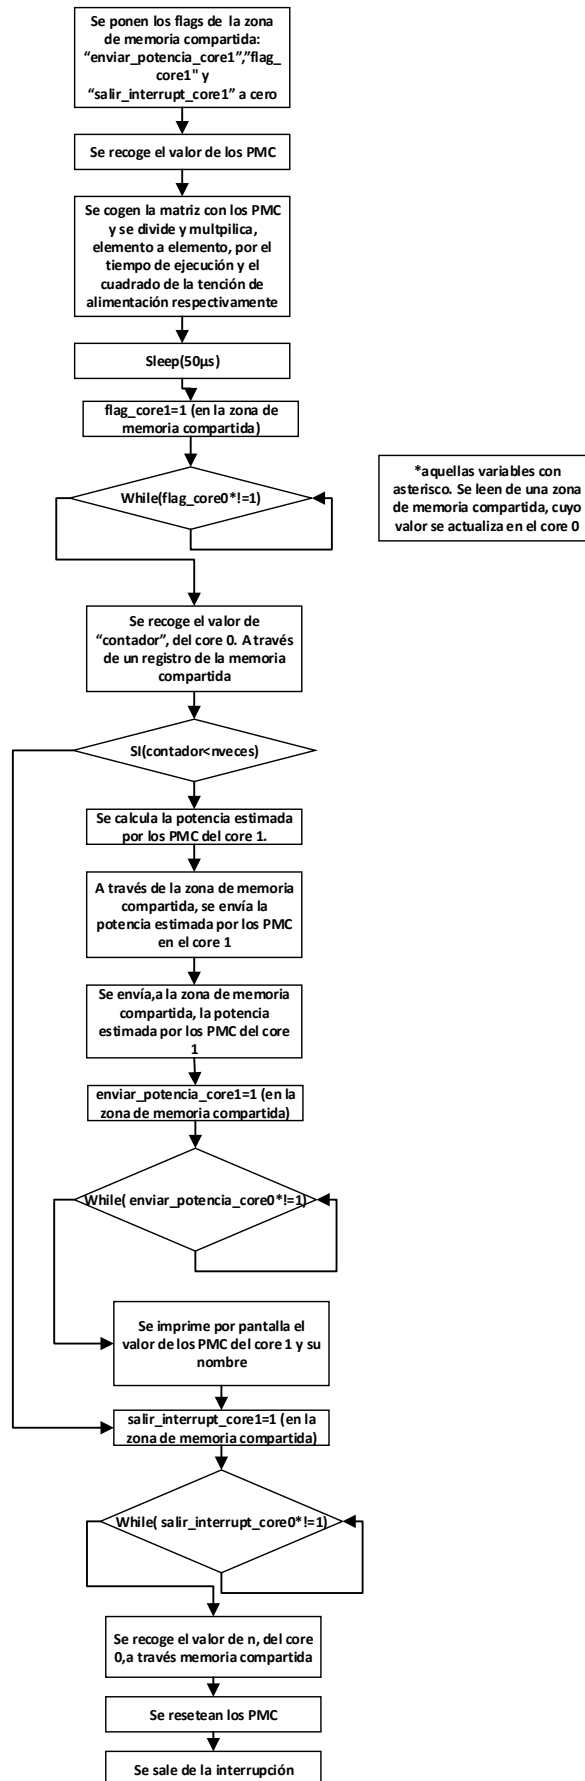 Se ponen los flags de  la zona
de memoria compartida:
“enviar_potencia_core1”,”flag_
core1" y
“salir_interrupt_core1” a cero
Se recoge el valor de los PMC
Se cogen la matriz con los PMC
y se divide y multpilica,
elemento a elemento, por el
tiempo de ejecución y el
cuadrado de la tención de
alimentación respectivamente
Sleep(50µs)
flag_core1=1 (en la zona de
memoria compartida)
While(flag_core0*!=1)
*aquellas variables con
asterisco. Se leen de una zona
de memoria compartida, cuyo
valor se actualiza en el core 0
Se recoge el valor de
“contador”, del core 0. A través
de un registro de la memoria
compartida
SI(contador<nveces)
Se calcula la potencia estimada
por los PMC del core 1.
A través de la zona de memoria
compartida, se envía la
potencia estimada por los PMC
en el core 1
Se envía,a la zona de memoria
compartida, la potencia
estimada por los PMC del core
1
enviar_potencia_core1=1 (en la
zona de memoria compartida)
While( enviar_potencia_core0*!=1)
Se imprime por pantalla el
valor de los PMC del core 1 y su
nombre
salir_interrupt_core1=1 (en la
zona de memoria compartida)
While( salir_interrupt_core0*!=1)
Se recoge el valor de n, del core
0,a través memoria compartida
Se resetean los PMC
Se sale de la interrupción